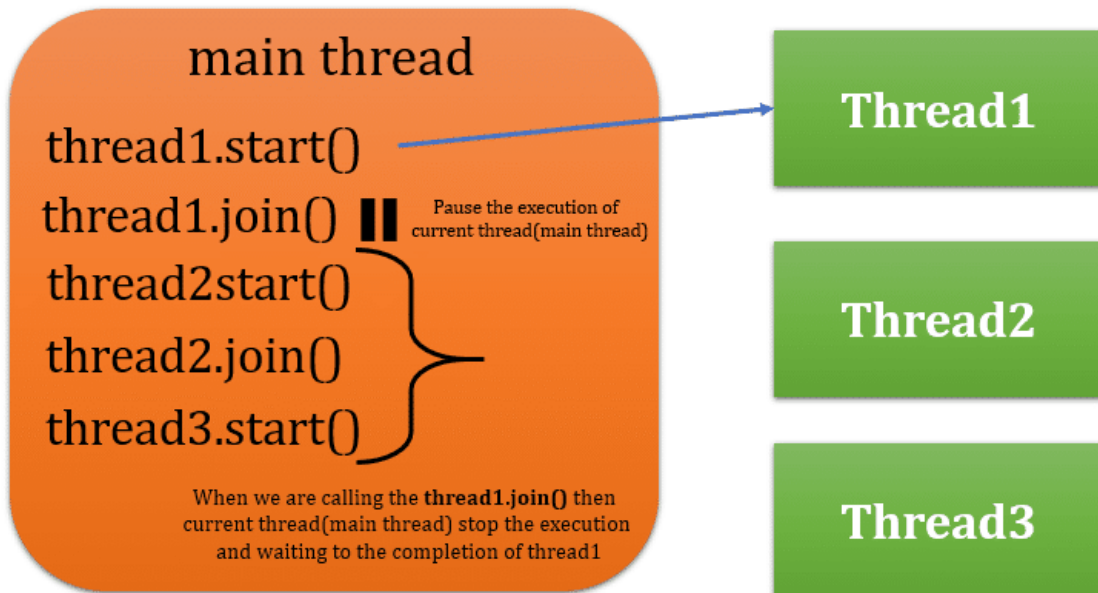 main thread
thread1.start()
thread1.join()
Pause the execution of
current thread(main thread)
thread2start()
thread2.join()
thread3.start()
When we are calling the thread1.join() then
current thread(main thread) stop the execution
and waiting to the completion of thread1
Thread1
Thread2
Thread3